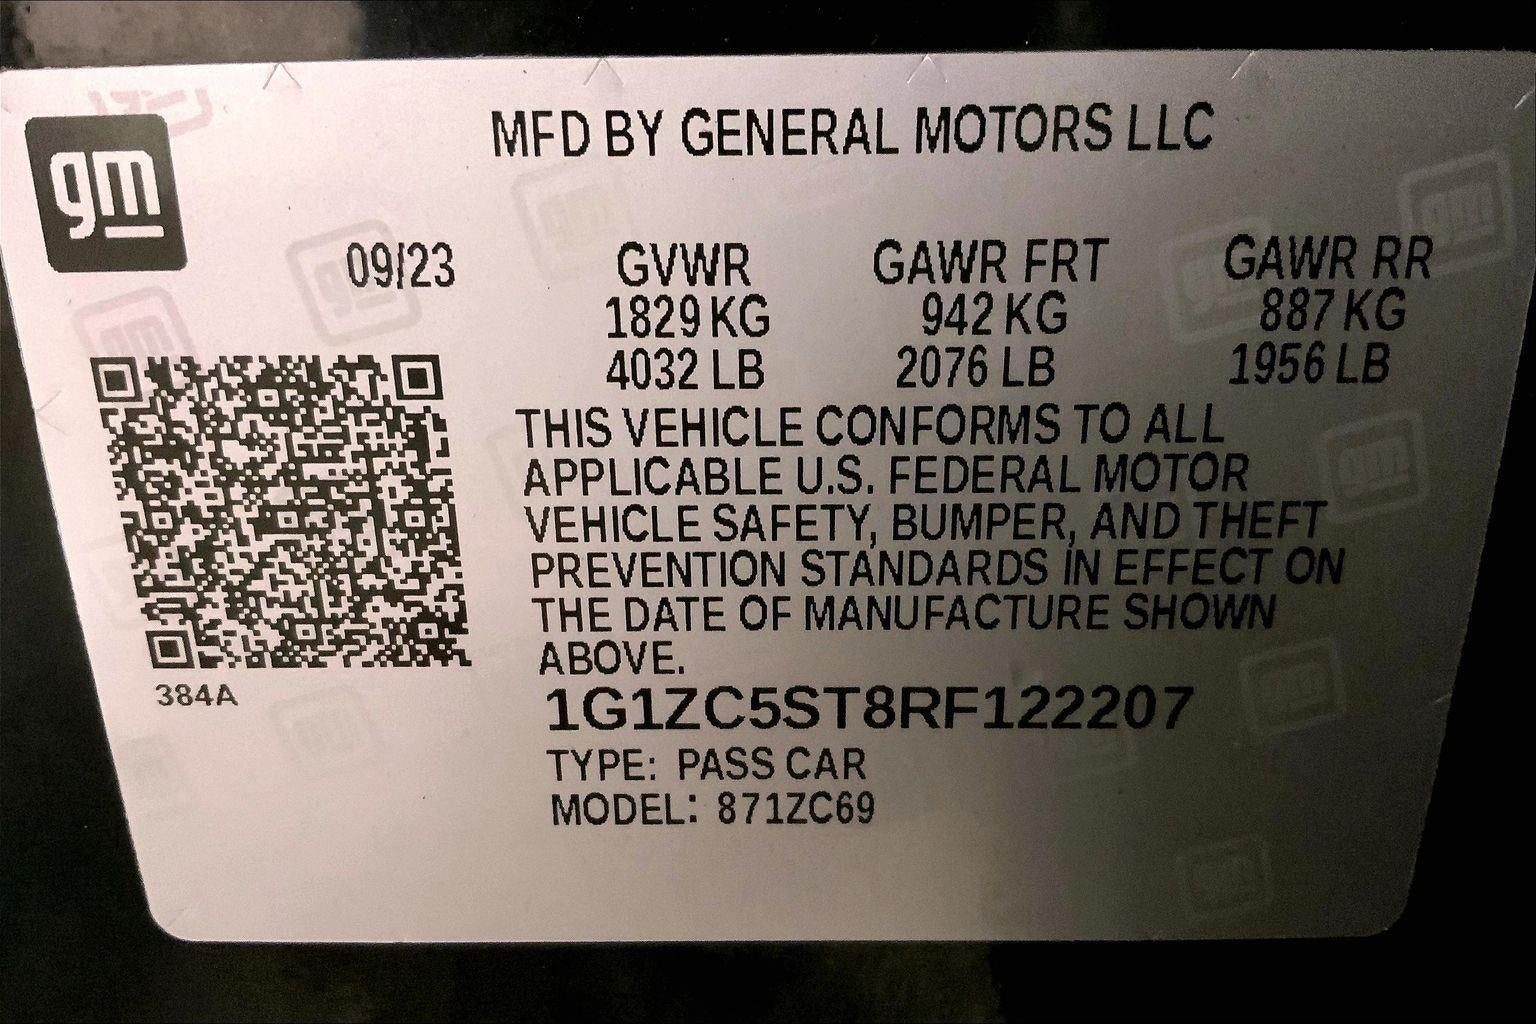 gm
MFD BY GENERAL MOTORS LLC
09/23 GVWR GAWR FRT GAWR RR
1829 KG 942 KG 887 KG
4032 LB 2076 LB 1956 LB
THIS VEHICLE CONFORMS TO ALL
APPLICABLE U.S. FEDERAL MOTOR
VEHICLE SAFETY, BUMPER, AND THEFT
PREVENTION STANDARDS IN EFFECT ON
THE DATE OF MANUFACTURE SHOWN
ABOVE.
384A
1G1ZC5ST8RF122207
TYPE: PASS CAR
MODEL: 871ZC69